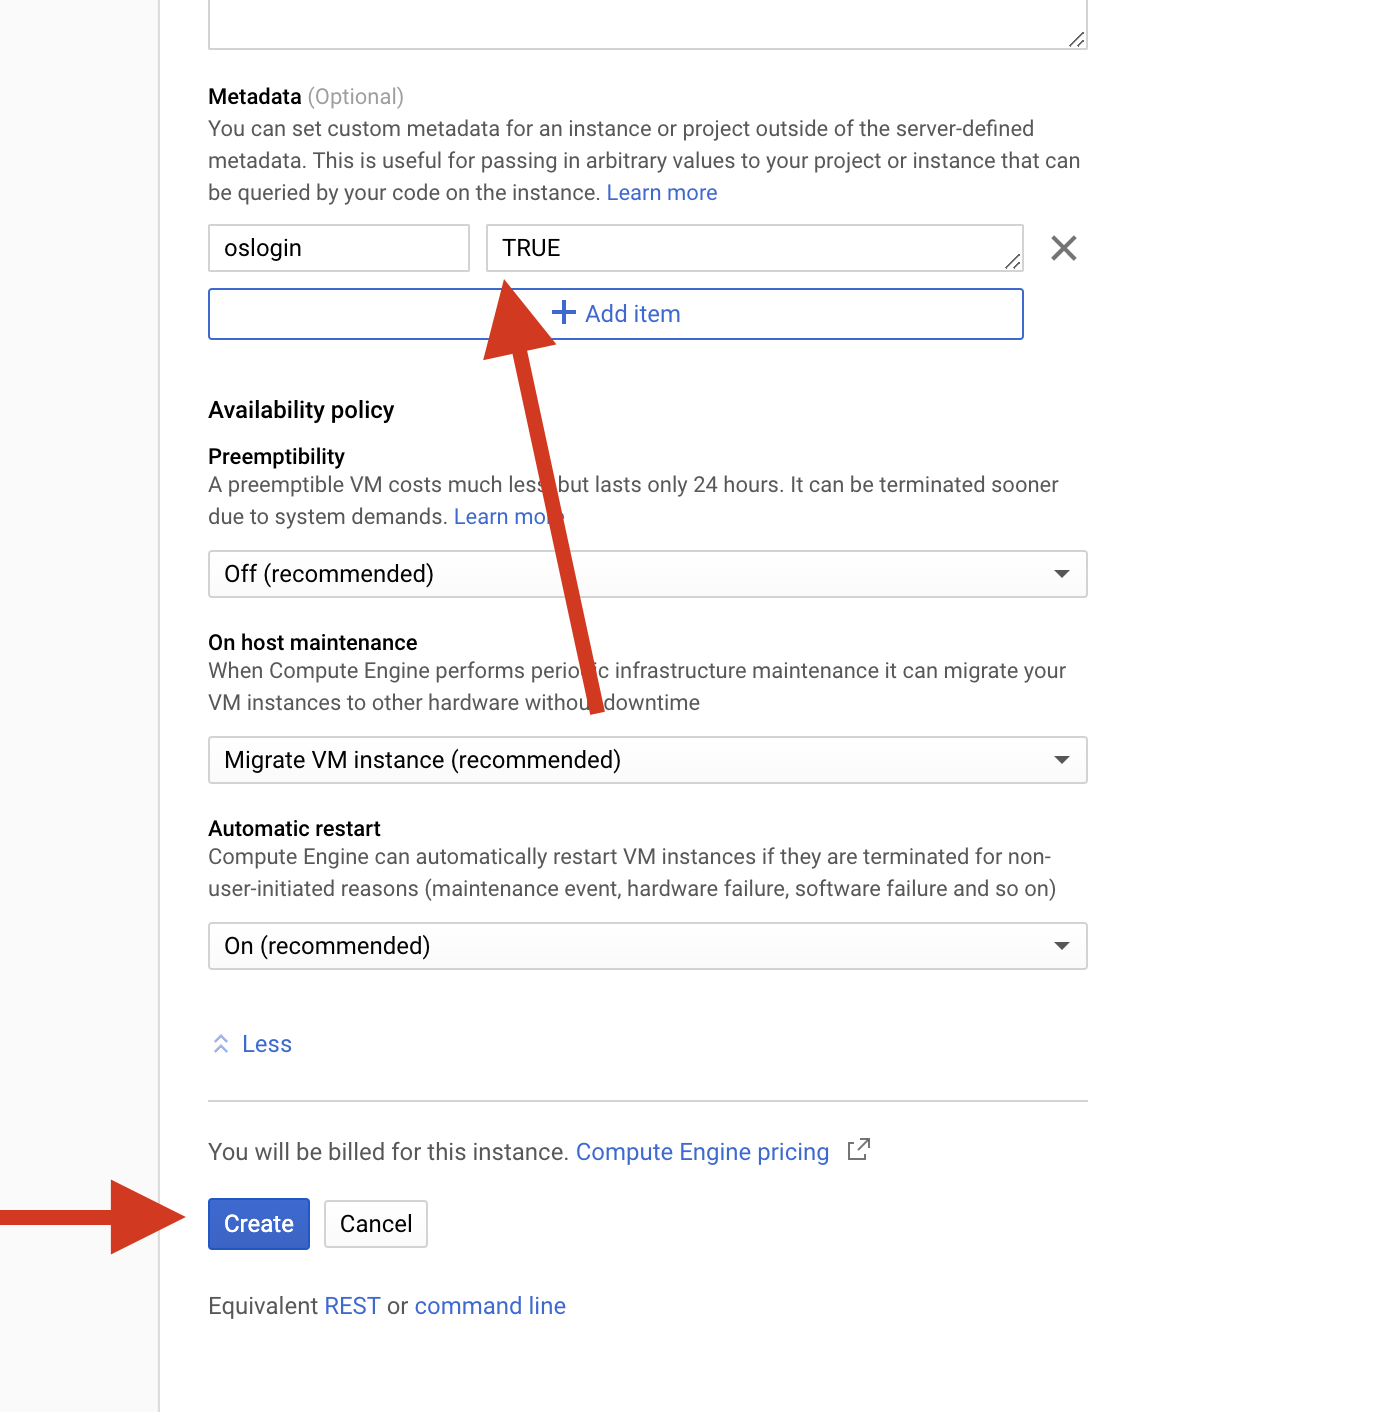 Metadata (Optional)
You can set custom metadata for an instance or project outside of the server-defined
metadata. This is useful for passing in arbitrary values to your project or instance that can
be queried by your code on the instance. Learn more
oslogin TRUE
Add item
Availability policy
Preemptibility
A preemptible VM costs much less, but lasts only 24 hours. It can be terminated sooner
due to system demands. Learn more
Off (recommended)
On host maintenance
When Compute Engine performs periodic infrastructure maintenance it can migrate your
VM instances to other hardware without downtime
Migrate VM instance (recommended)
Automatic restart
Compute Engine can automatically restart VM instances if they are terminated for non-
user-initiated reasons (maintenance event, hardware failure, software failure and so on)
On (recommended)
Less
You will be billed for this instance. Compute Engine pricing
Create Cancel
Equivalent REST or command line